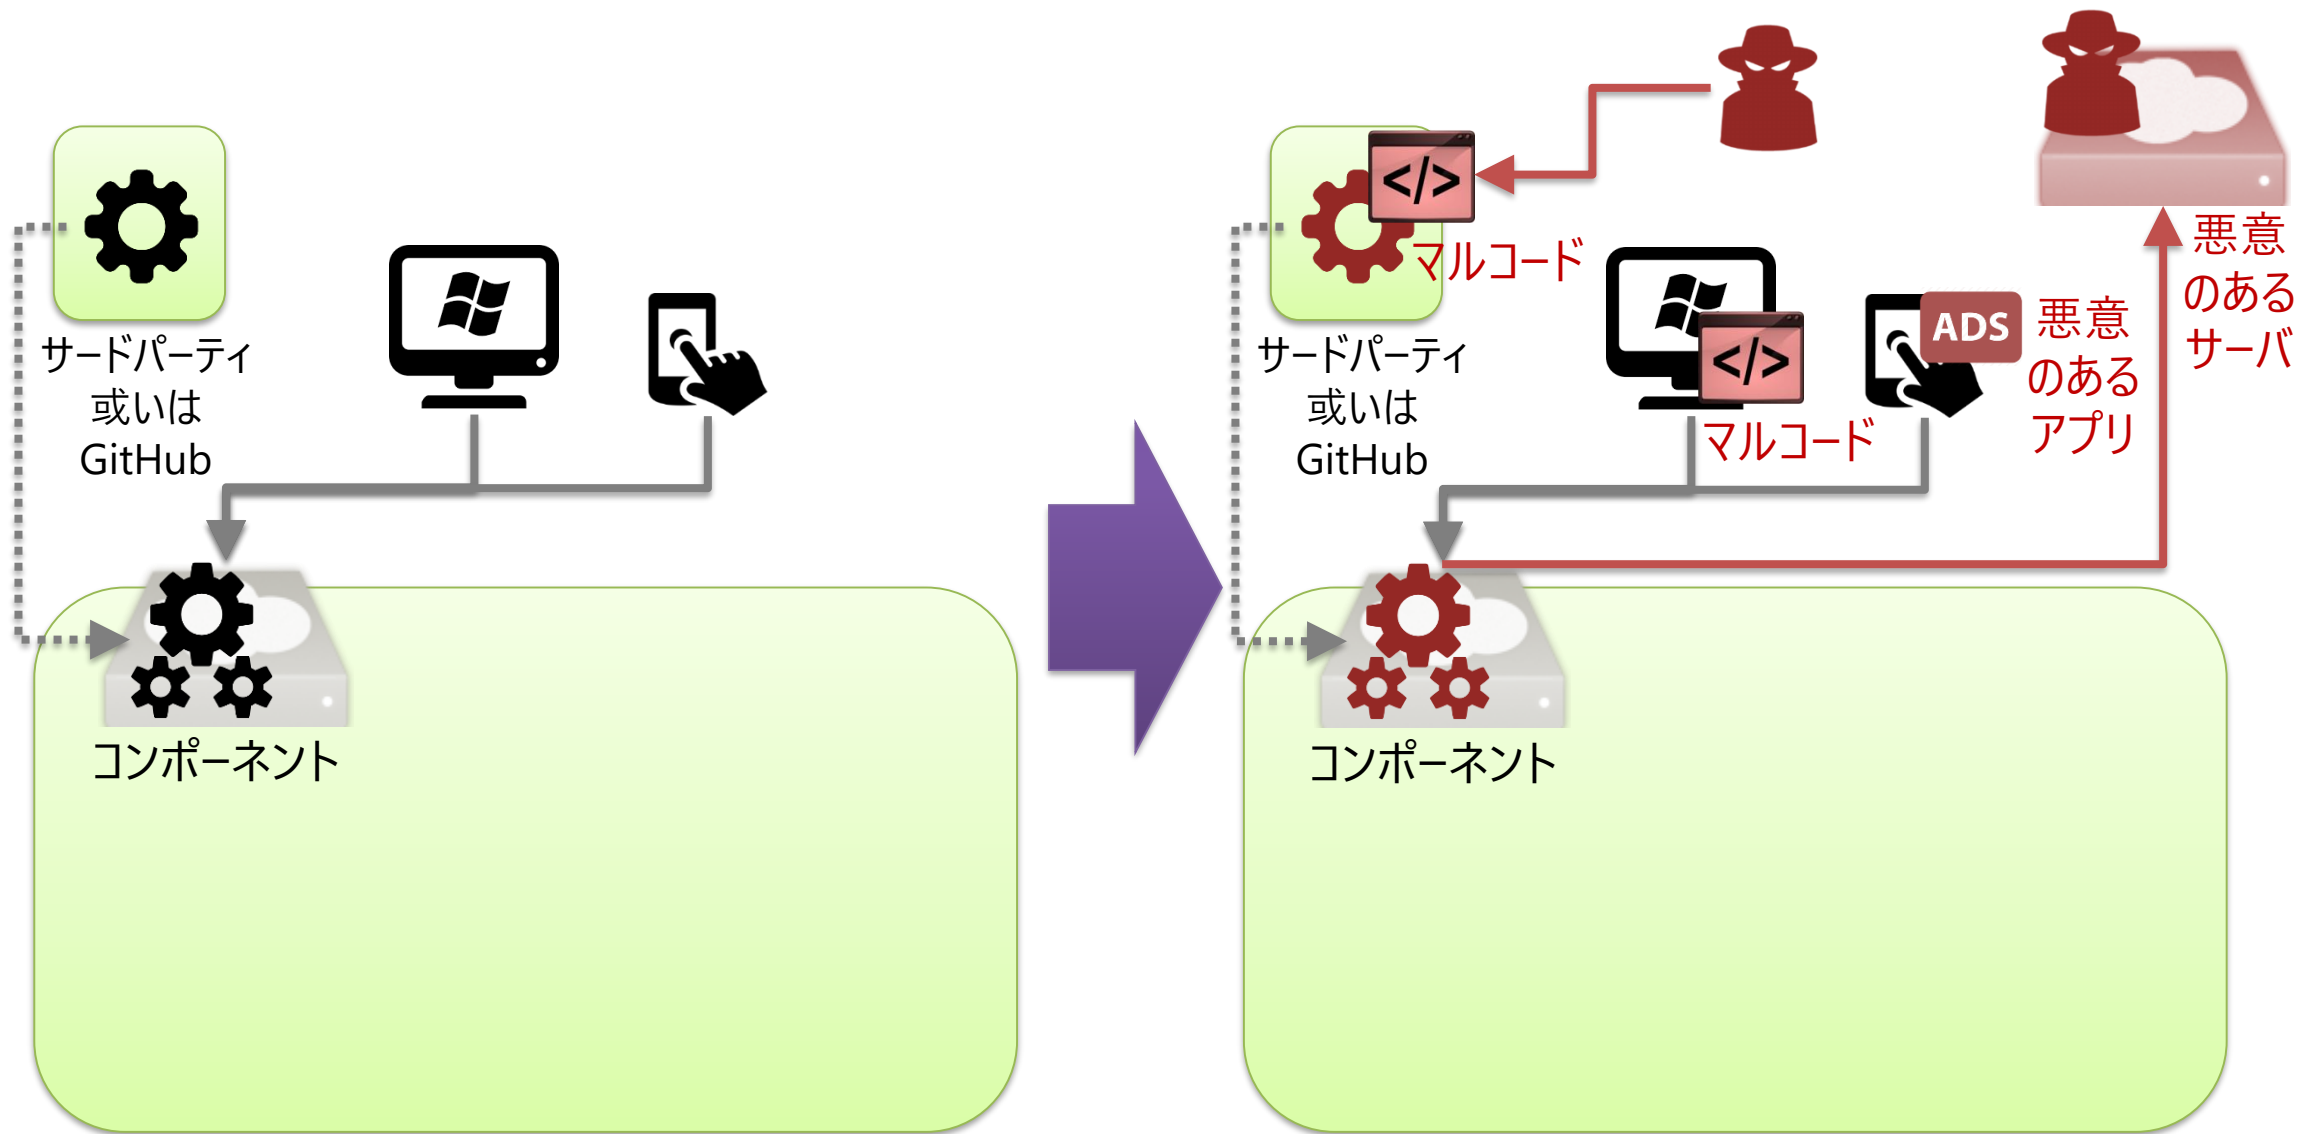 サードパーティ
或いは
GitHub
コンポーネント
</>
マルコード
サードパーティ
或いは
GitHub
</>
マルコード
ADS
悪意
のある
アプリ
悪意
のある
サーバ
コンポーネント